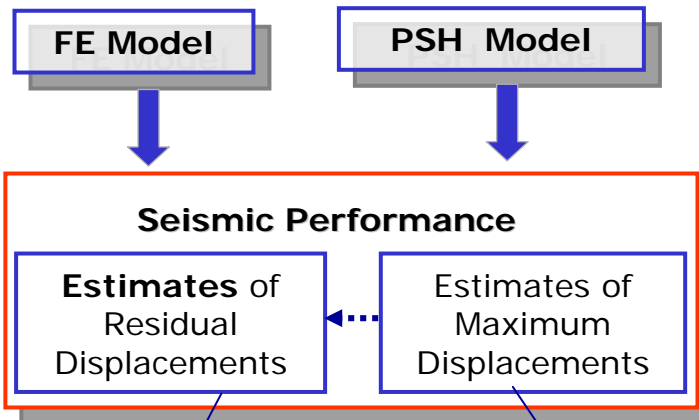 FE Model
PSH Model
Seismic Performance
Estimates of
Residual
Displacements
Estimates of
Maximum
Displacements